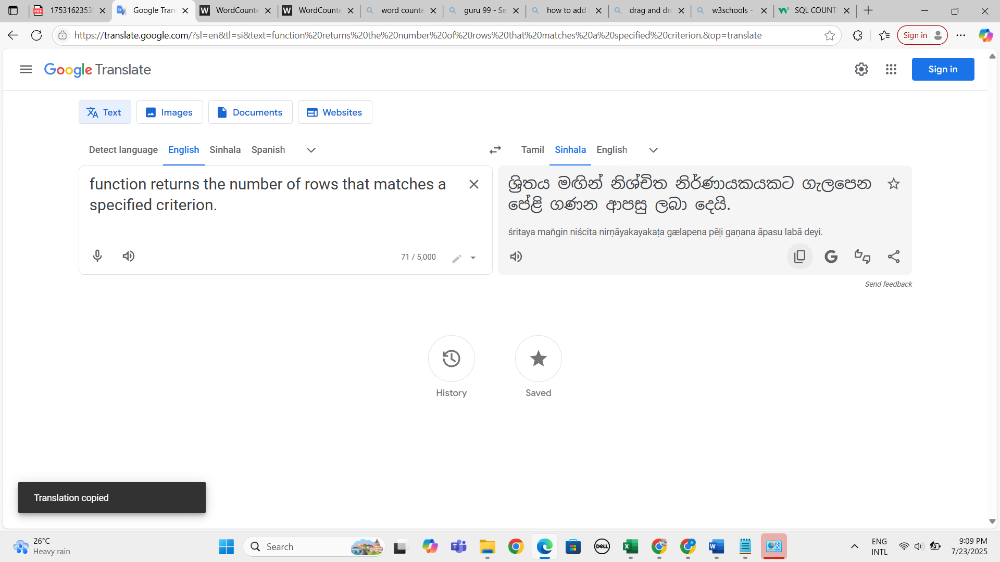 1753162353
Google Tran
WordCounte
WordCounte
word counte
guru 99 - Se
how to add
drag and dr
w3schools -
SQL COUNT
https://translate.google.com/?sl=en&tl=si&text=function%20returns%20the%20number%20of%20rows%20that%20matches%20a%20specified%20criterion.&op=translate
Sign in
Google Translate
Sign in
Text
Images
Documents
Websites
Detect language
English
Sinhala
Spanish
Tamil
Sinhala
English
function returns the number of rows that matches a
specified criterion.
71 / 5,000
ශ්‍රිතය මඟින් නිශ්චිත නිර්ණායකයකට ගැලපෙන
පේළි ගණන ආපසු ලබා දෙයි.
śritaya man̆gin niścita nirṇāyakayakaṭa gælapena pēḷi gaṇana āpasu labā deyi.
Send feedback
History
Saved
Translation copied
26°C
Heavy rain
Search
DELL
ENG
INTL
9:09 PM
7/23/2025